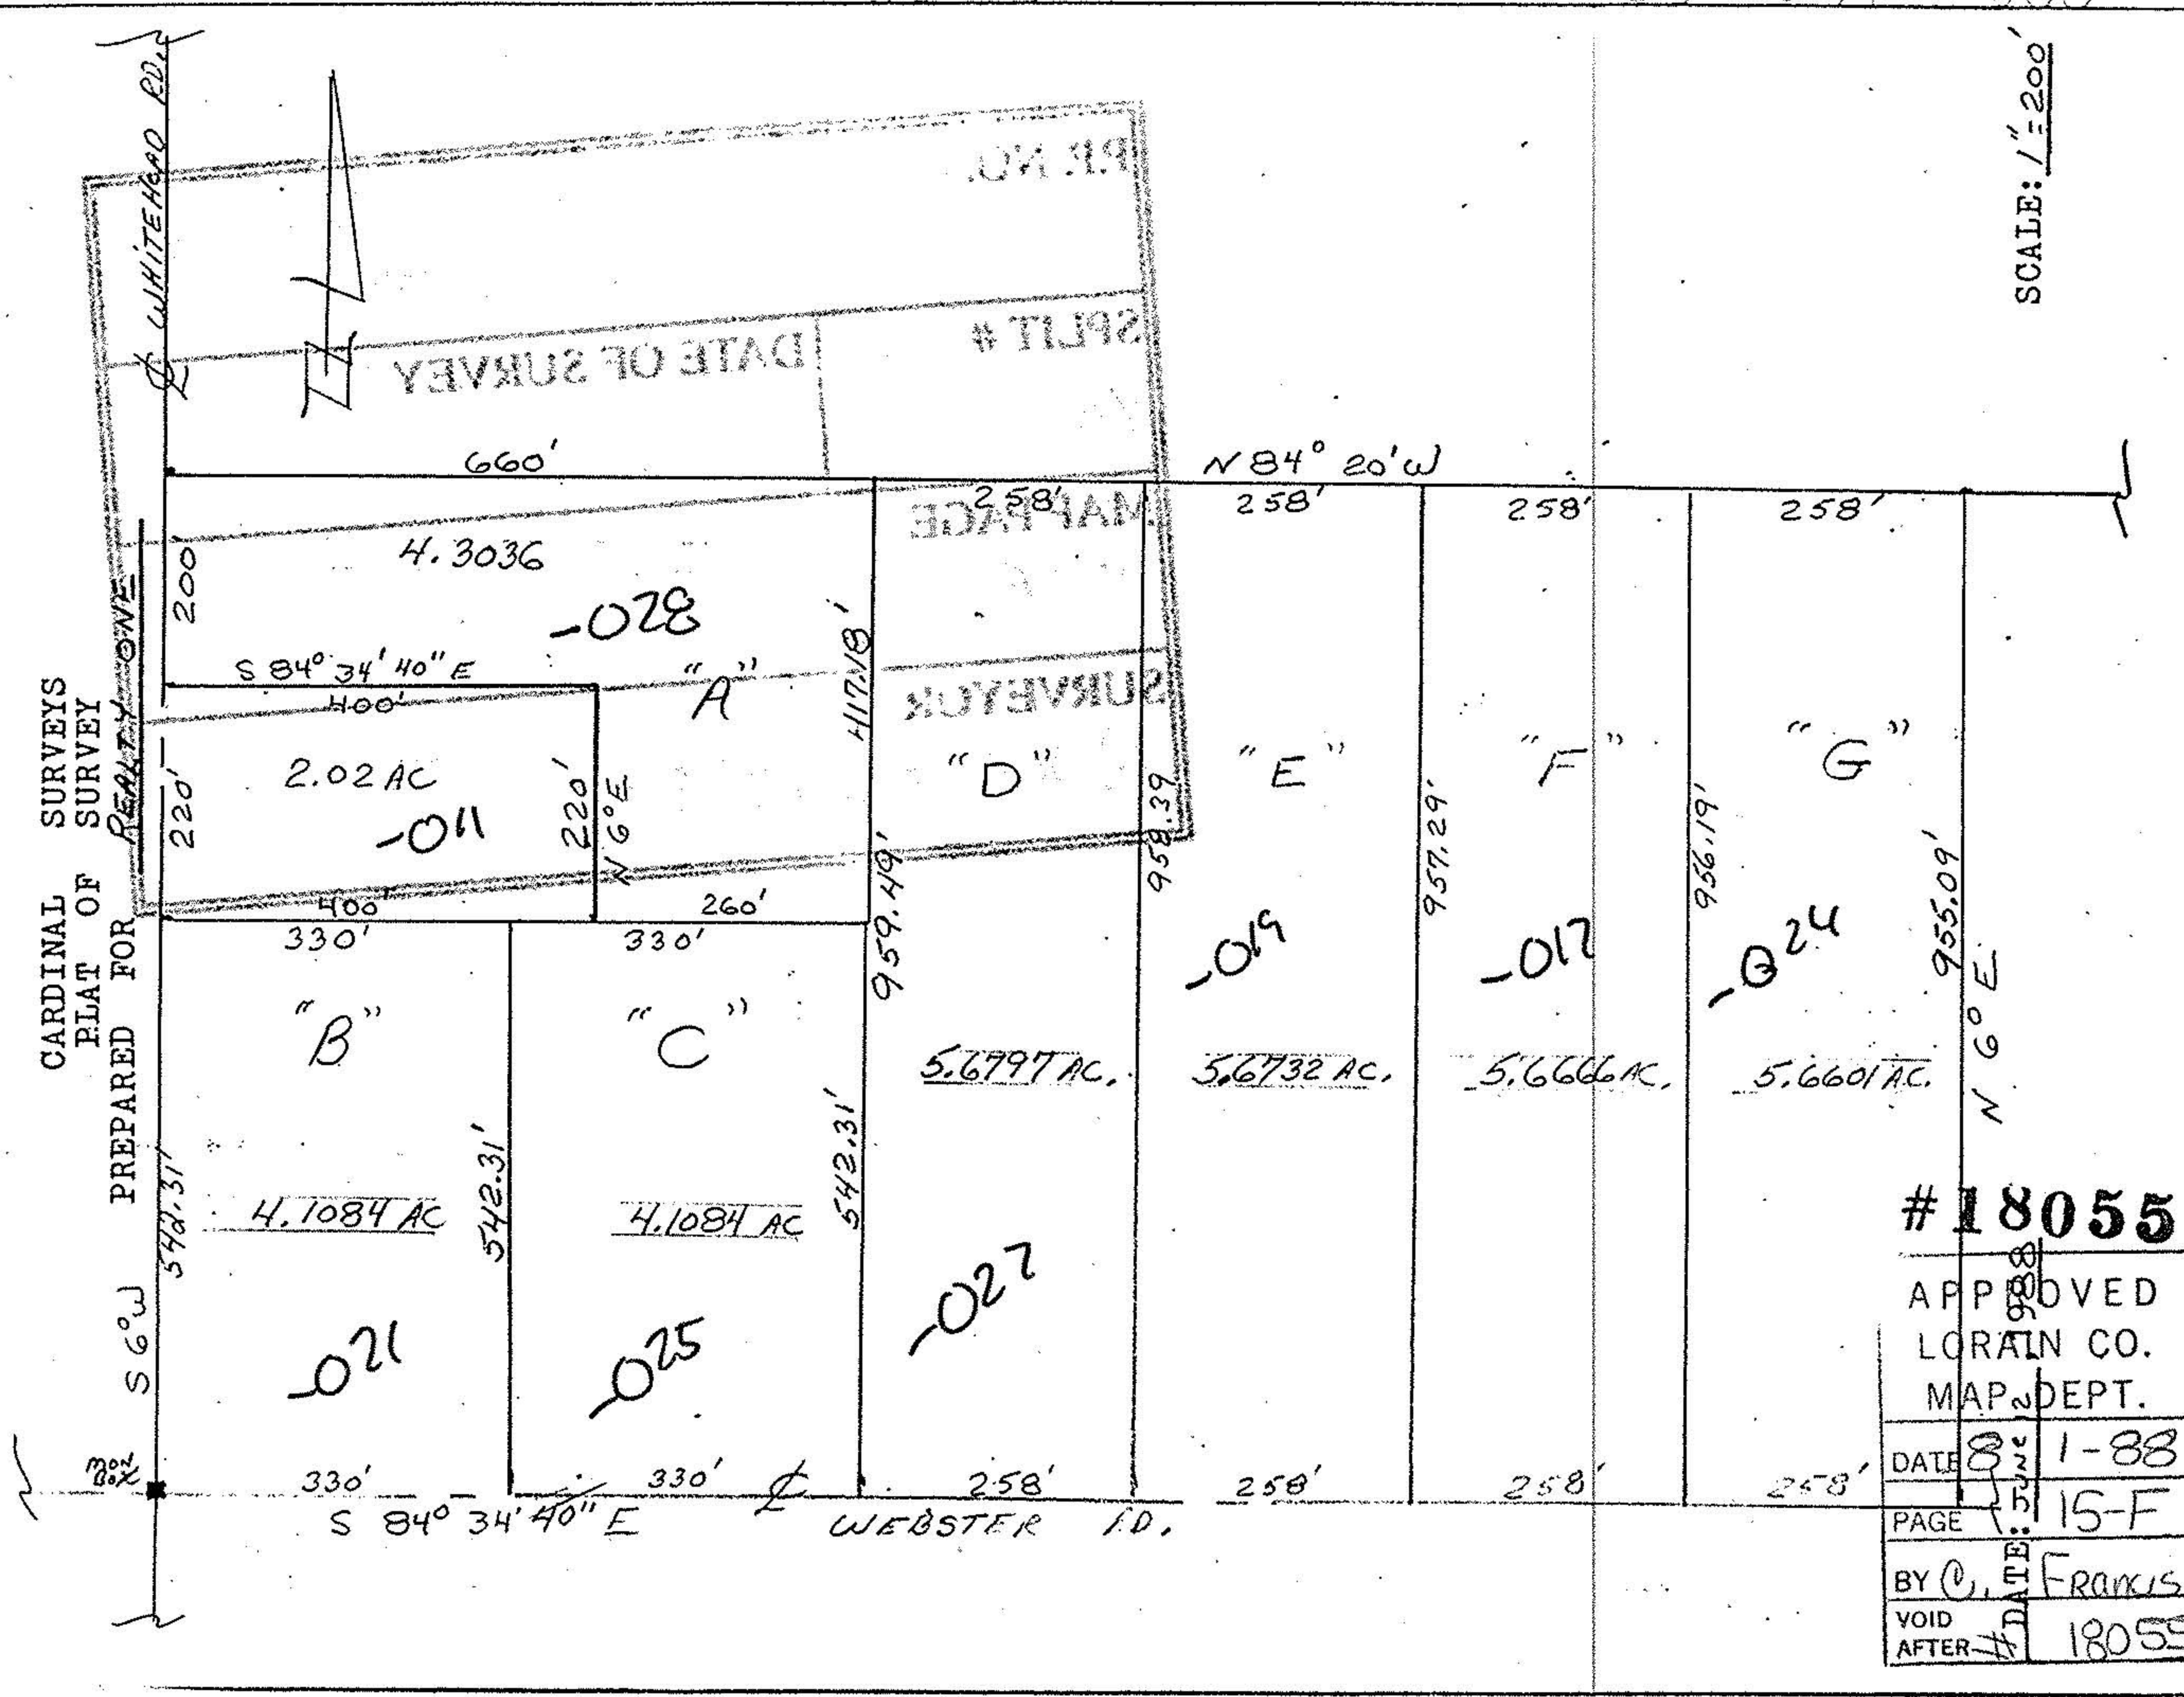 SCALE: 1"=200'
CARDINAL SURVEYS
PLAT OF SURVEY
PREPARED FOR REALTY ONE
℄ WHITEHEAD RD.
N
P.P. NO.
SPLIT #
DATE OF SURVEY
MAP PAGE
SURVEYOR
660'
N 84° 20' W
258'
258'
258'
258'
200
4.3036
-028
"A"
417.18'
S 84° 34' 40" E
400'
220'
2.02 AC
-011
220'
N 6° E
400'
260'
330'
330'
"D"
"E"
"F"
"G"
959.49'
958.39
957.29'
956.19'
955.09'
N 6° E
-019
-017
-024
"B"
"C"
5.6797 AC.
5.6732 AC.
5.6666 AC.
5.6601 AC.
542.31'
542.31'
542.31'
4.1084 AC
4.1084 AC
S 6° W
-021
-025
-027
MON
BOX
330'
330'
℄
258'
258'
258'
258'
S 84° 34' 40" E
WEBSTER
#18055
APPROVED
LORAIN CO.
MAP DEPT.
DATE 8-1-88
PAGE 15-F
BY C. Francis
VOID
AFTER #
DATE: June 2 1988